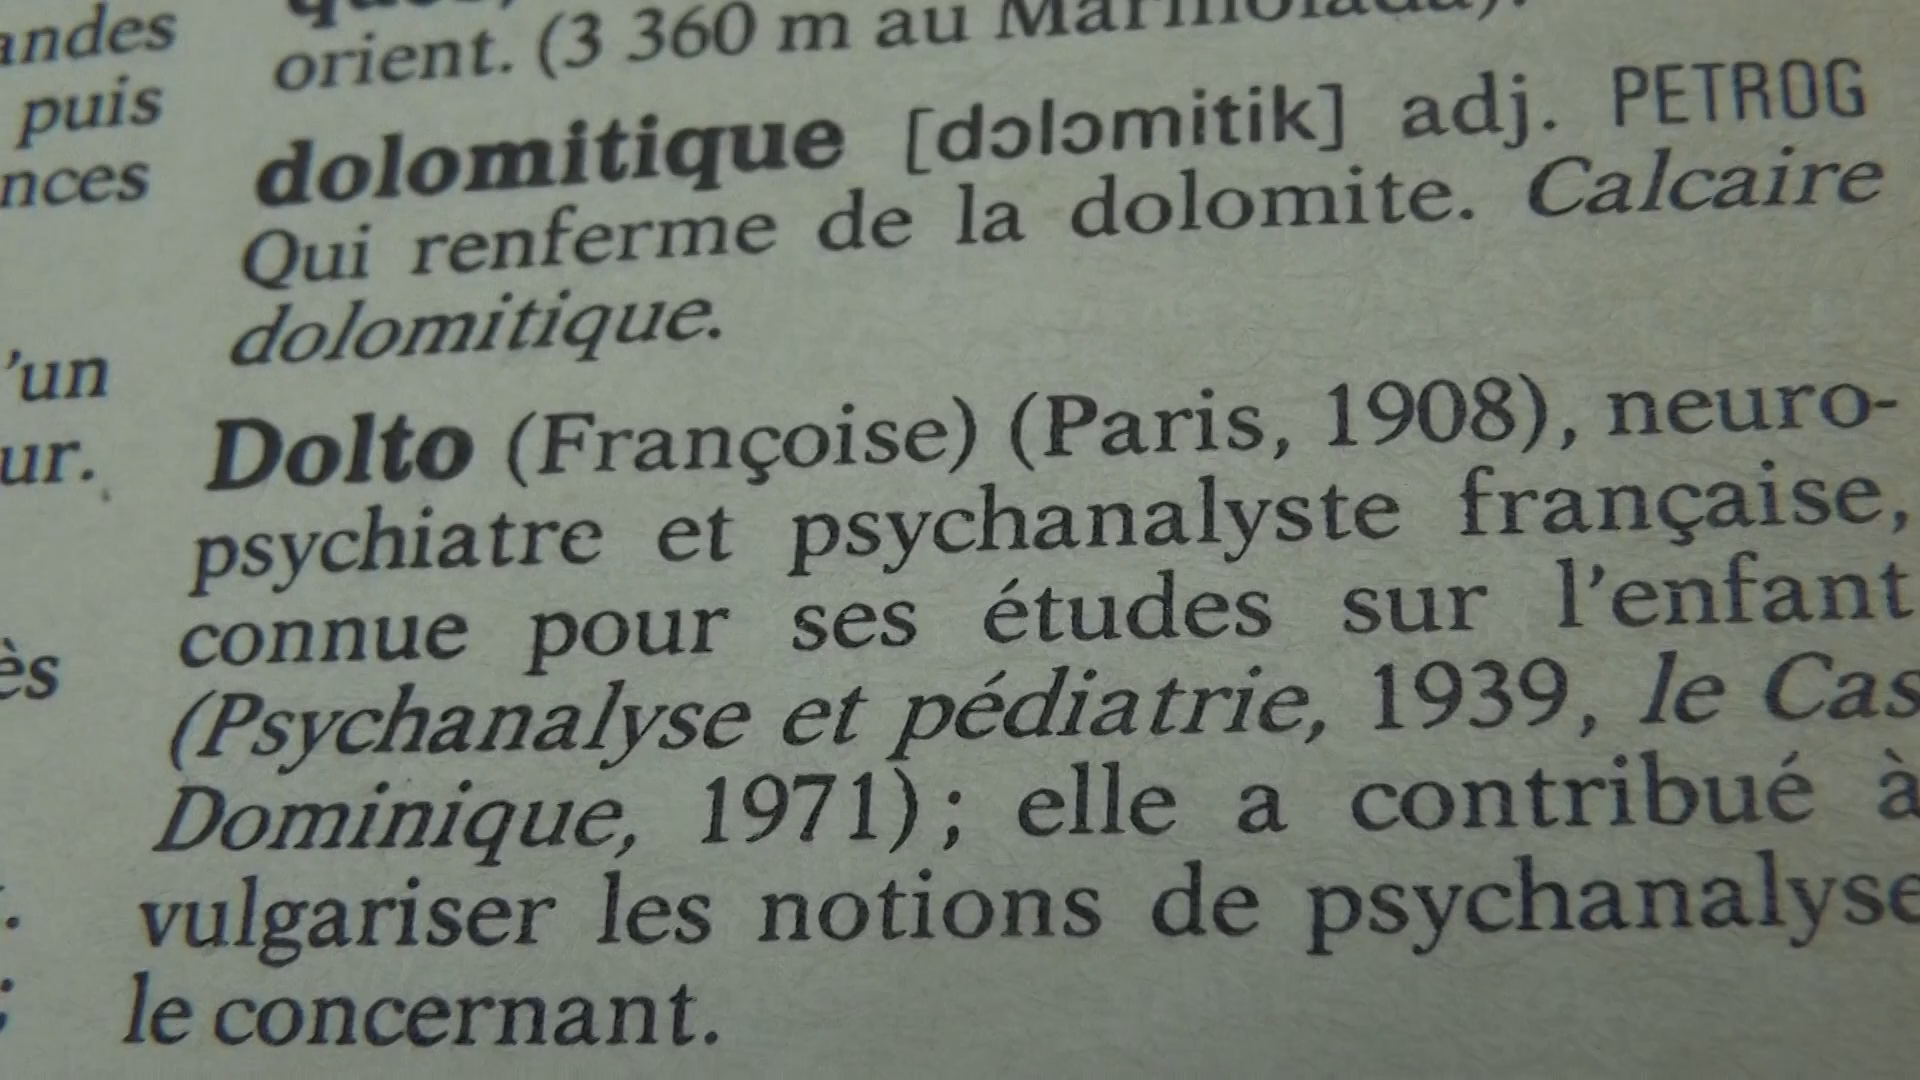 andes
puis
nces
'un
ur.
ès
orient. (3 360 m au Marmolada).
dolomitique [dɔlɔmitik] adj. PETROG
Qui renferme de la dolomite. Calcaire
dolomitique.
Dolto (Françoise) (Paris, 1908), neuro-
psychiatre et psychanalyste française,
connue pour ses études sur l'enfant
(Psychanalyse et pédiatrie, 1939, le Cas
Dominique, 1971) ; elle a contribué à
vulgariser les notions de psychanalyse
le concernant.